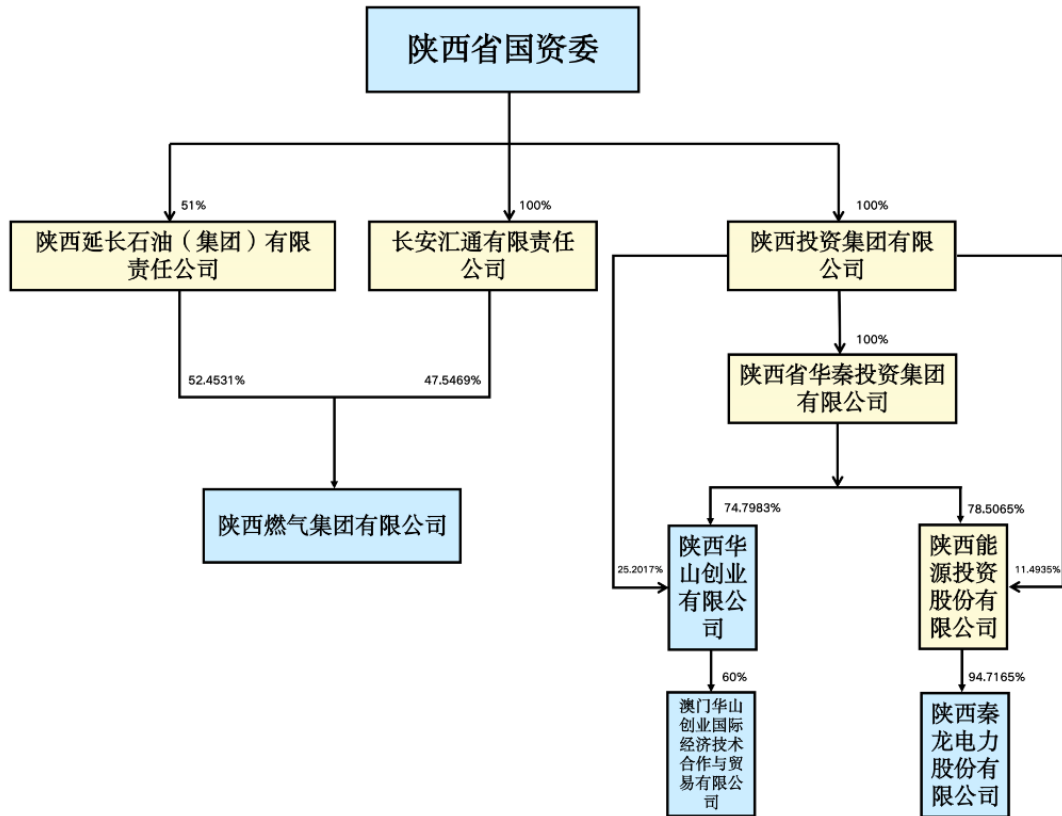 陕西省国资委
51%
100%
100%
陕西延长石油（集团）有限
责任公司
长安汇通有限责任
公司
陕西投资集团有限
公司
100%
52.4531%
47.5469%
陕西省华秦投资集团
有限公司
陕西燃气集团有限公司
74.7983%
78.5065%
25.2017%
陕西华
山创业
有限公
司
陕西能
源投资
股份有
限公司
11.4935%
60%
94.7165%
澳门华山
创业国际
经济技术
合作与贸
易有限公
司
陕西秦
龙电力
股份有
限公司